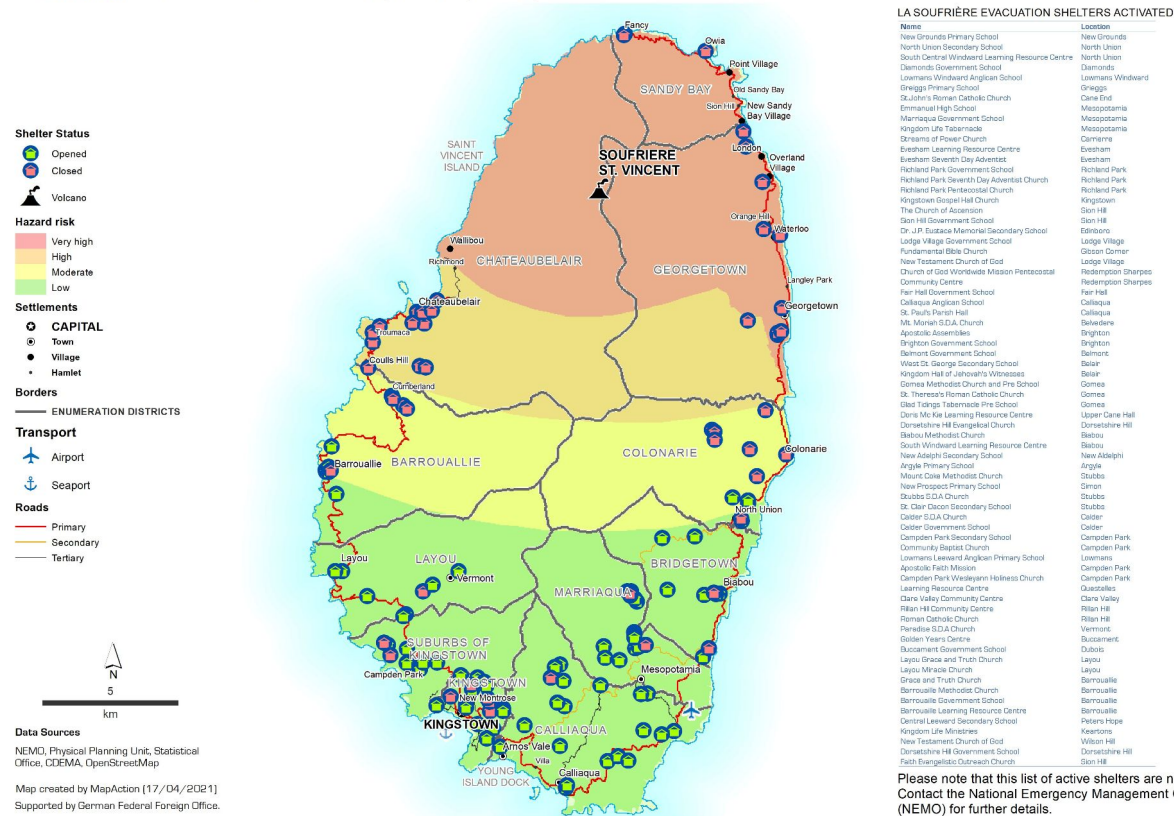 Shelter Status
Opened
Closed
Volcano
Hazard risk
Very high
High
Moderate
Low
Settlements
CAPITAL
Town
Village
Hamlet
Borders
ENUMERATION DISTRICTS
Transport
Airport
Seaport
Roads
Primary
Secondary
Tertiary
N
5
km
Data Sources
NEMO, Physical Planning Unit, Statistical
Office, CDEMA, OpenStreetMap
Map created by MapAction [17/04/2021]
Supported by German Federal Foreign Office.
Fancy
Owia
Point Village
SANDY BAY
Old Sandy Bay
Sion Hill
New Sandy
Bay Village
SAINT
VINCENT
ISLAND
SOUFRIERE
ST. VINCENT
London
Overland
Village
Orange Hill
Waterloo
Wallibou
Richmond
CHATEAUBELAIR
GEORGETOWN
Langley Park
Chateaubelair
Georgetown
Troumaca
Coulls Hill
Cumberland
Barrouallie
BARROUALLIE
COLONARIE
Colonarie
North Union
Layou
LAYOU
Vermont
BRIDGETOWN
MARRIAQUA
Biabou
SUBURBS OF
KINGSTOWN
Campden Park
KINGSTOWN
Mesopotamia
New Montrose
KINGSTOWN
CALLIAQUA
Arnos Vale
Villa
YOUNG
ISLAND DOCK
Calliaqua
LA SOUFRIÈRE EVACUATION SHELTERS ACTIVATED
Name Location
New Grounds Primary School New Grounds
North Union Secondary School North Union
South Central Windward Learning Resource Centre North Union
Diamonds Government School Diamonds
Lowmans Windward Anglican School Lowmans Windward
Greiggs Primary School Grieggs
St.John's Roman Catholic Church Cane End
Emmanuel High School Mesopotamia
Marriaqua Government School Mesopotamia
Kingdom Life Tabernacle Mesopotamia
Streams of Power Church Carrierre
Evesham Learning Resource Centre Evesham
Evesham Seventh Day Adventist Evesham
Richland Park Government School Richland Park
Richland Park Seventh Day Adventist Church Richland Park
Richland Park Pentecostal Church Richland Park
Kingstown Gospel Hall Church Kingstown
The Church of Ascension Sion Hill
Sion Hill Government School Sion Hill
Dr. J.P. Eustace Memorial Secondary School Edinboro
Lodge Village Government School Lodge Village
Fundamental Bible Church Gibson Corner
New Testament Church of God Lodge Village
Church of God Worldwide Mission Pentecostal Redemption Sharpes
Community Centre Redemption Sharpes
Fair Hall Government School Fair Hall
Calliaqua Anglican School Calliaqua
St. Paul's Parish Hall Calliaqua
Mt. Moriah S.D.A. Church Belvedere
Apostolic Assemblies Brighton
Brighton Government School Brighton
Belmont Government School Belmont
West St. George Secondary School Belair
Kingdom Hall of Jehovah's Witnesses Belair
Gomea Methodist Church and Pre School Gomea
St. Theresa's Roman Catholic Church Gomea
Glad Tidings Tabernacle Pre School Gomea
Doris Mc Kie Learning Resource Centre Upper Cane Hall
Dorsetshire Hill Evangelical Church Dorsetshire Hill
Biabou Methodist Church Biabou
South Windward Learning Resource Centre Biabou
New Adelphi Secondary School New Aldelphi
Argyle Primary School Argyle
Mount Coke Methodist Church Stubbs
New Prospect Primary School Simon
Stubbs S.D.A Church Stubbs
St. Clair Dacon Secondary School Stubbs
Calder S.D.A Church Calder
Calder Government School Calder
Campden Park Secondary School Campden Park
Community Baptist Church Campden Park
Lowmans Leeward Anglican Primary School Lowmans
Apostolic Faith Mission Campden Park
Campden Park Wesleyann Holiness Church Campden Park
Learning Resource Centre Questelles
Clare Valley Community Centre Clare Valley
Rillan Hill Community Centre Rillan Hill
Roman Catholic Church Rillan Hill
Paradise S.D.A Church Vermont
Golden Years Centre Buccament
Buccament Government School Dubois
Layou Grace and Truth Church Layou
Layou Miracle Church Layou
Grace and Truth Church Barrouallie
Barrouallie Methodist Church Barrouallie
Barrouallie Government School Barrouallie
Barrouallie Learning Resource Centre Barrouallie
Central Leeward Secondary School Peters Hope
Kingdom Life Ministries Keartons
New Testament Church of God Wilson Hill
Dorsetshire Hill Government School Dorsetshire Hill
Faith Evangelistic Outreach Church Sion Hill
Please note that this list of active shelters are n
Contact the National Emergency Management
(NEMO) for further details.